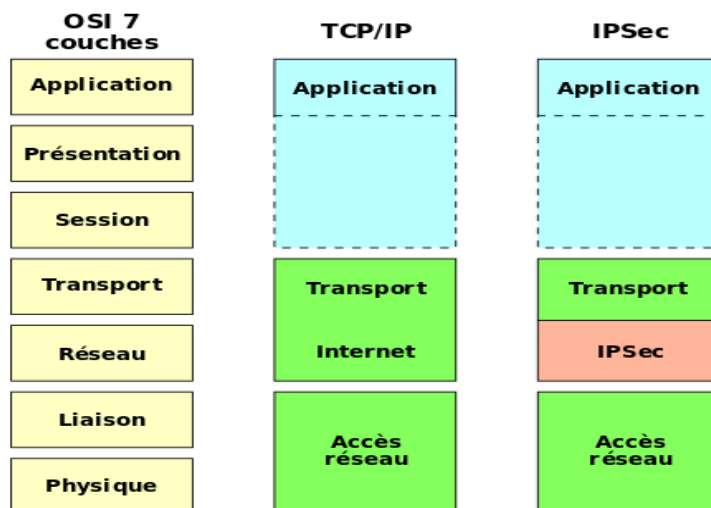 OSI 7
couches
Application
Présentation
Session
Transport
Réseau
Liaison
Physique
TCP/IP
Application
Transport
Internet
Accès
réseau
IPSec
Application
Transport
IPSec
Accès
réseau